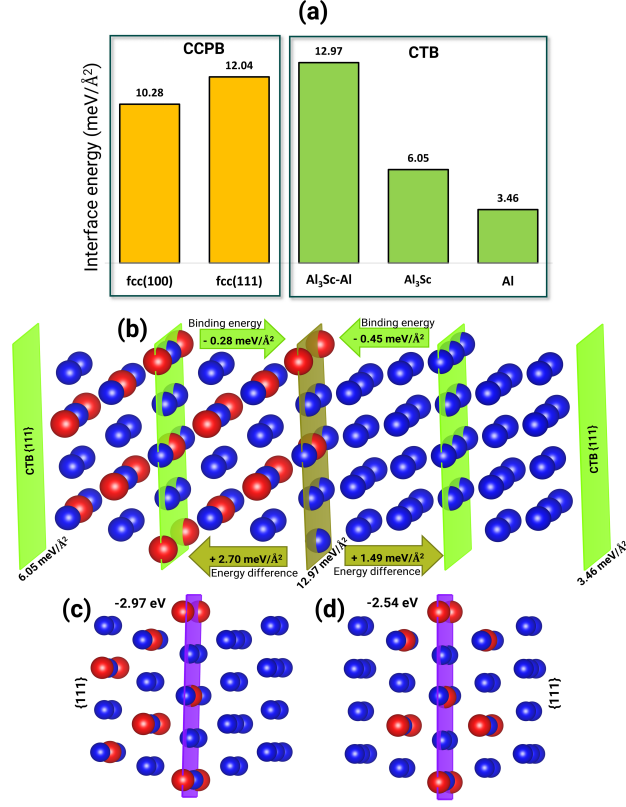 (a)
Interface energy (meV/Å²)
CCPB
CTB
10.28
12.04
12.97
6.05
3.46
fcc(100)
fcc(111)
Al₃Sc-Al
Al₃Sc
Al
(b)
Binding energy
- 0.28 meV/Å²
Binding energy
- 0.45 meV/Å²
CTB {111}
CTB {111}
+ 2.70 meV/Å²
Energy difference
+ 1.49 meV/Å²
Energy difference
6.05 meV/Å²
12.97 meV/Å²
3.46 meV/Å²
(c)
-2.97 eV
{111}
(d)
-2.54 eV
{111}